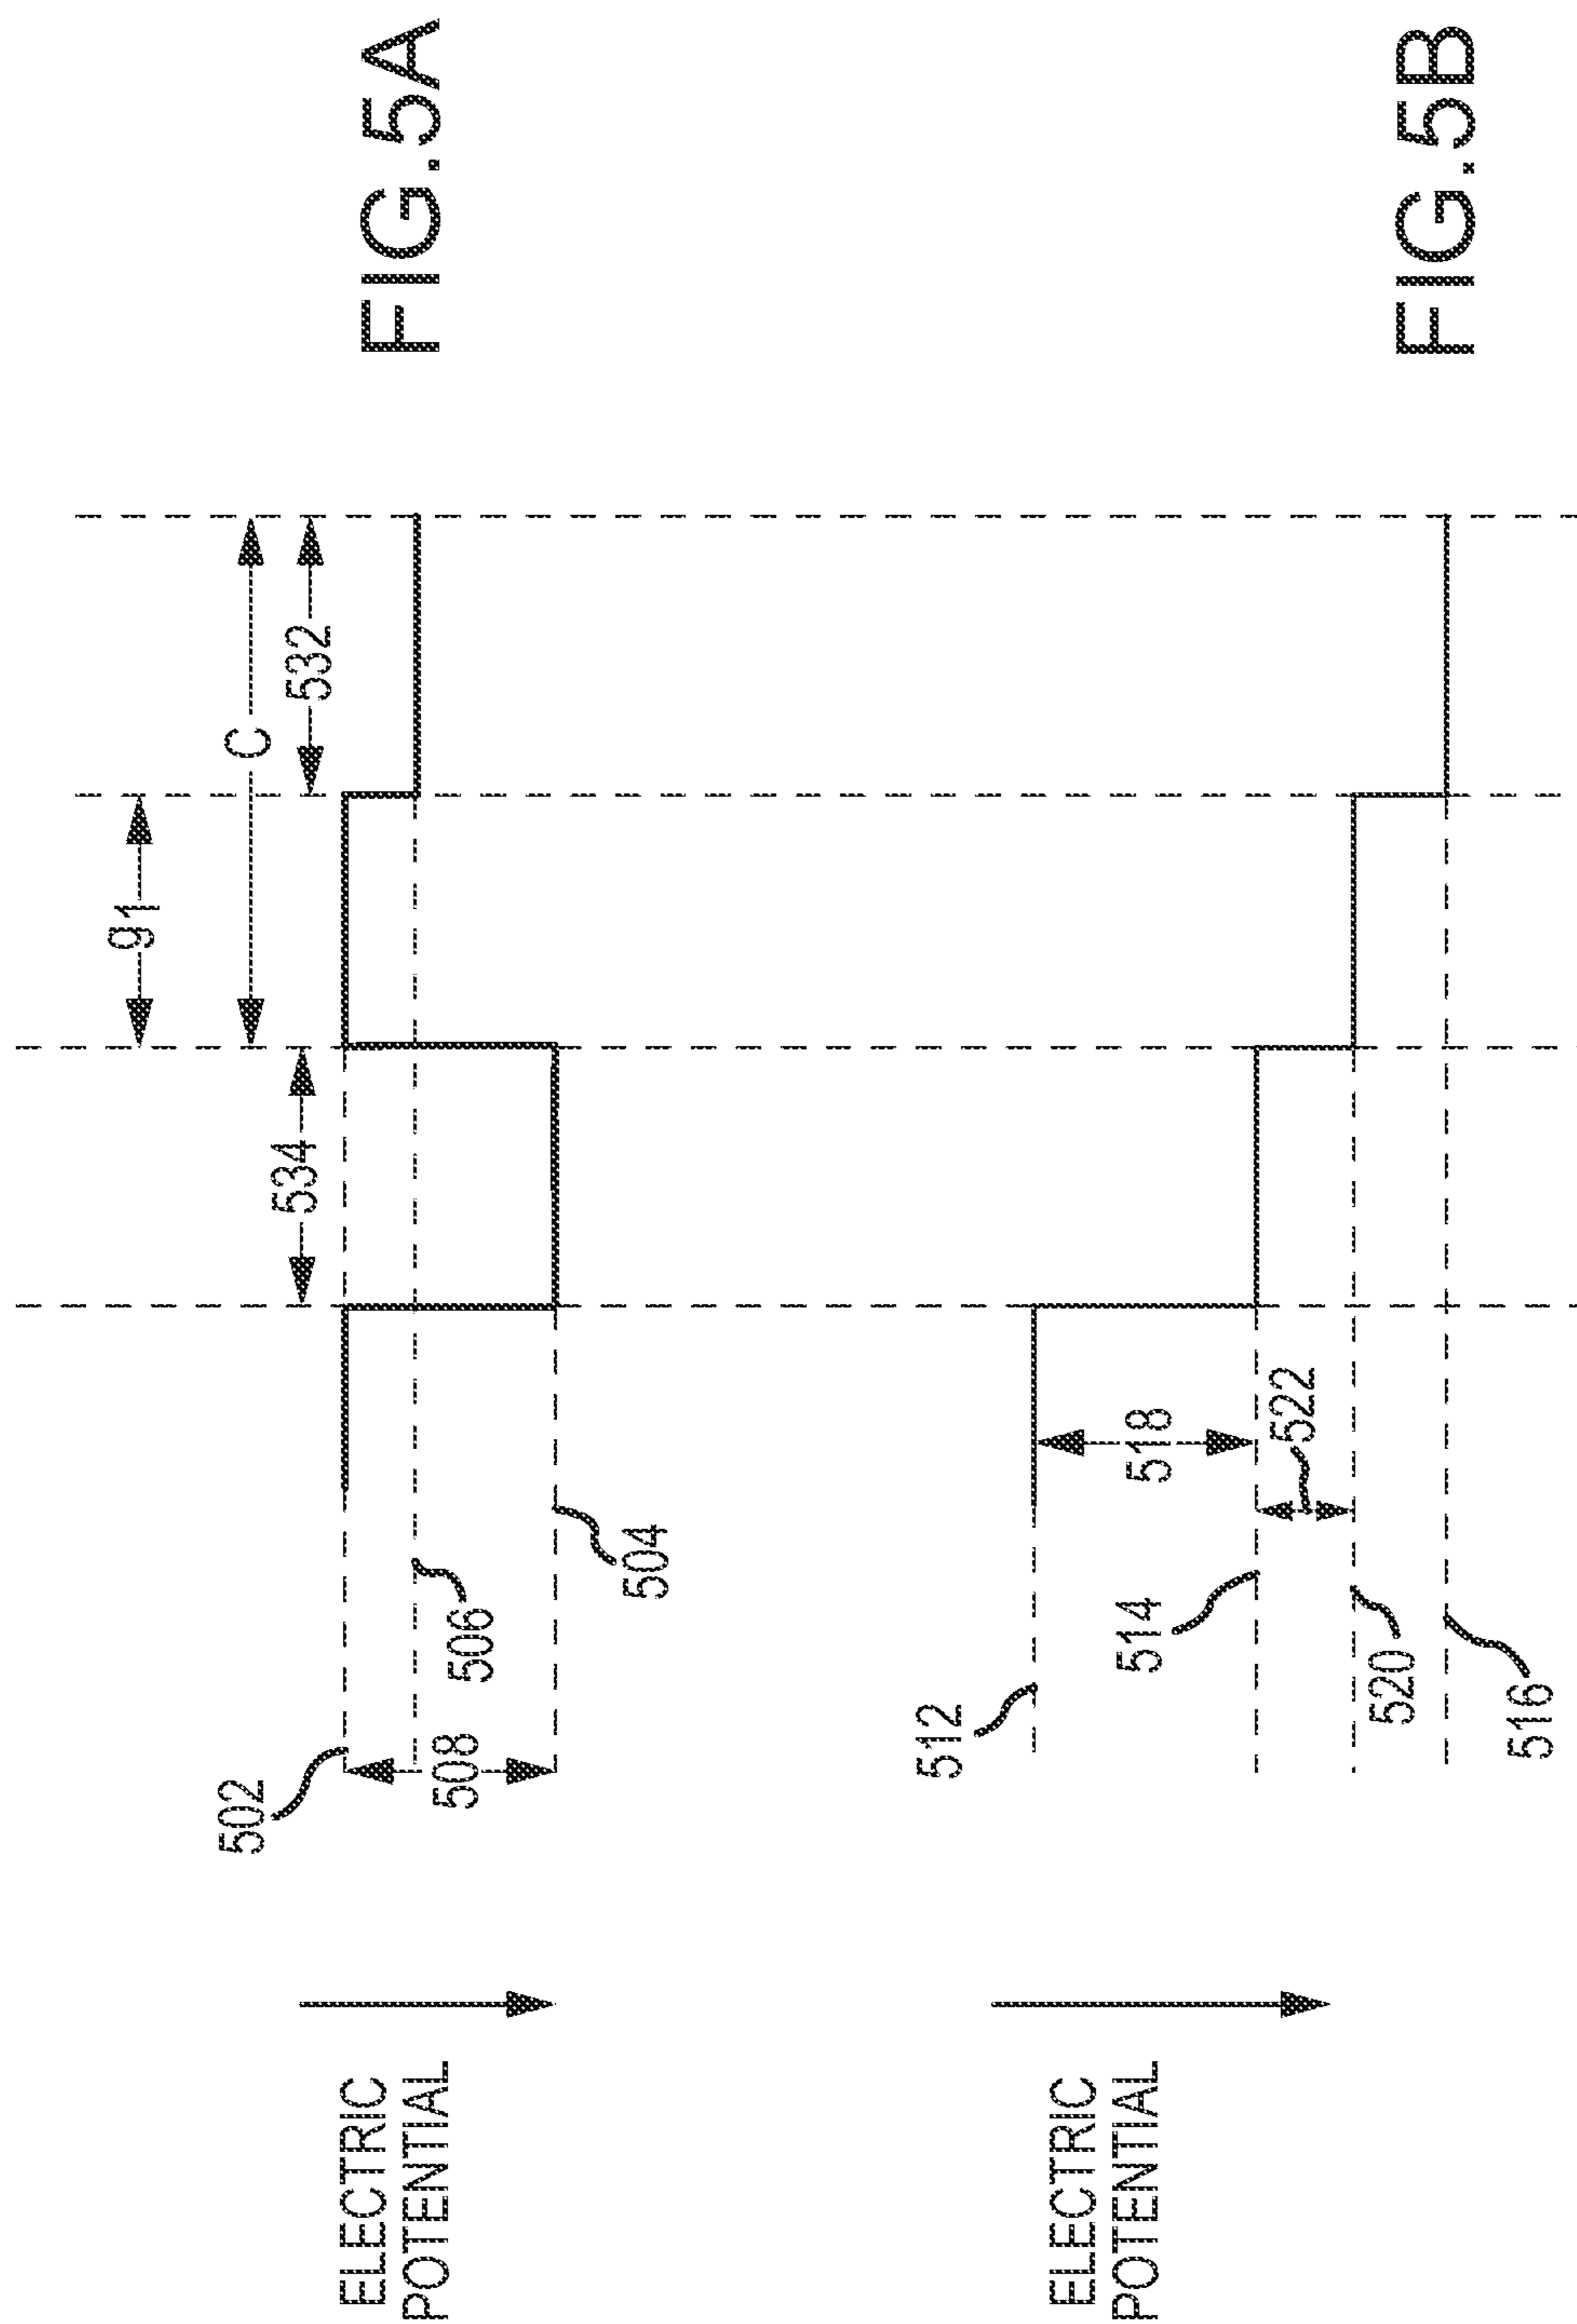 g1
C
502
534
532
ELECTRIC
POTENTIAL
508
506
504
FIG.5A
512
ELECTRIC
POTENTIAL
514
518
522
520
516
FIG.5B